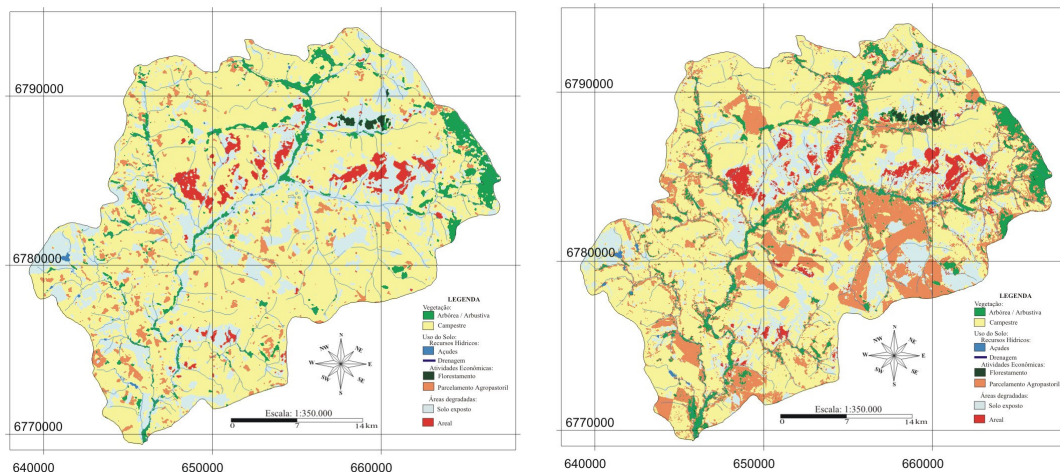 6790000
6780000
6770000
640000
650000
660000
LEGENDA
Vegetação:
Arbórea / Arbustiva
Campestre
Uso do Solo:
Recursos Hídricos:
Açudes
Drenagem
Atividades Econômicas:
Florestamento
Parcelamento Agropastoril
Áreas degradadas:
Solo exposto
Areal
N
NE
E
SE
S
SW
W
NW
Escala: 1:350.000
0
7
14 km
6790000
6780000
6770000
640000
650000
660000
LEGENDA
Vegetação:
Arbórea / Arbustiva
Campestre
Uso do Solo
Recursos Hídricos:
Açudes
Drenagem
Atividades Econômicas:
Florestamento
Parcelamento Agropastoril
Áreas degradadas:
Solo exposto
Areal
N
NE
E
SE
S
SW
W
NW
Escala: 1:350.000
0
7
14 km